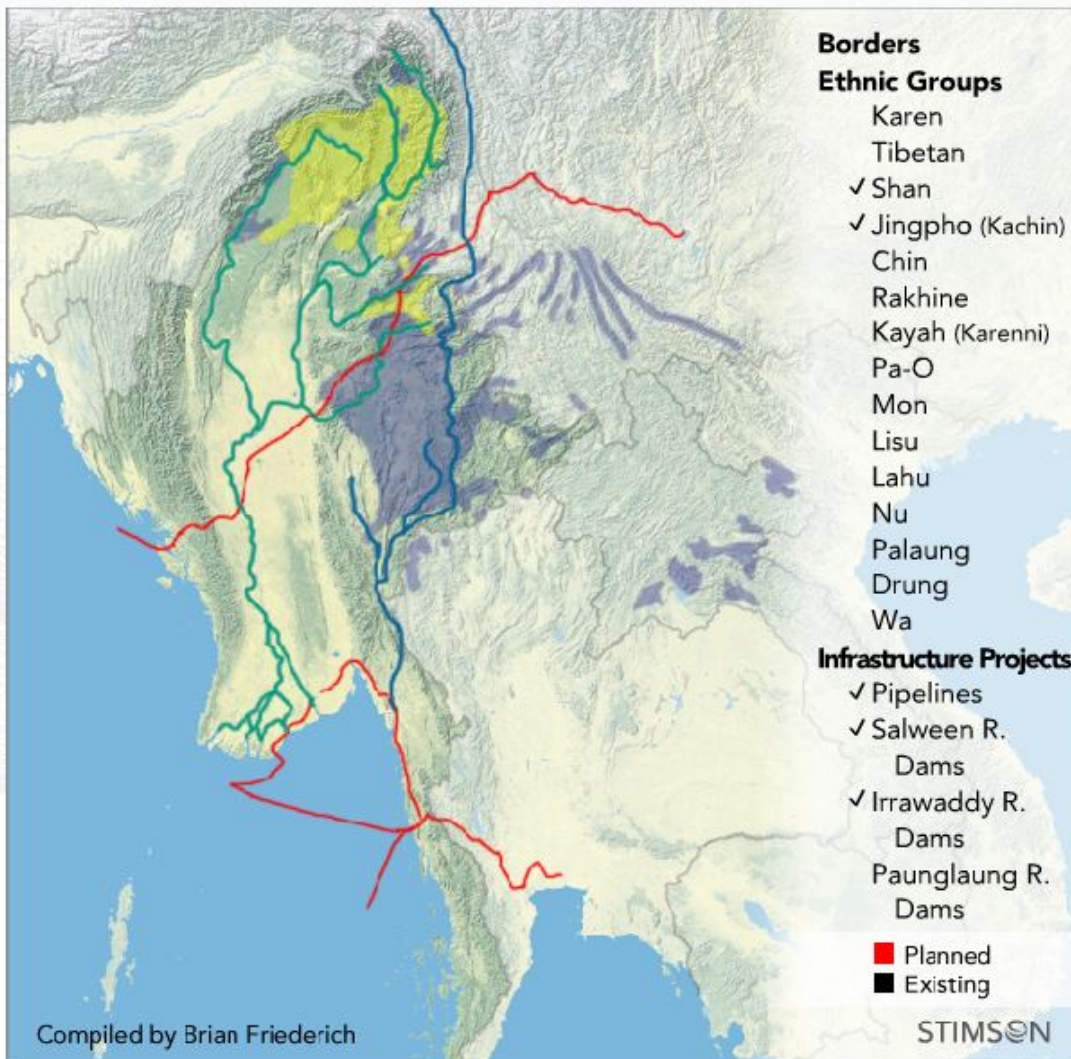 Borders
Ethnic Groups
Karen
Tibetan
✓ Shan
✓ Jingpho (Kachin)
Chin
Rakhine
Kayah (Karenni)
Pa-O
Mon
Lisu
Lahu
Nu
Palaung
Drung
Wa
Infrastructure Projects
✓ Pipelines
✓ Salween R.
Dams
✓ Irrawaddy R.
Dams
Paunglaung R.
Dams
Planned
Existing
Compiled by Brian Friederich
STIMSON